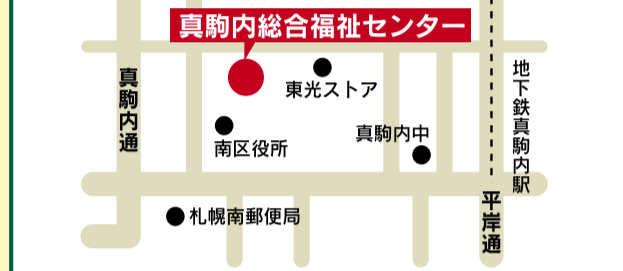 真駒内総合福祉センター
真駒内通
東光ストア
地下鉄真駒内駅
南区役所
真駒内中
平岸通
札幌南郵便局